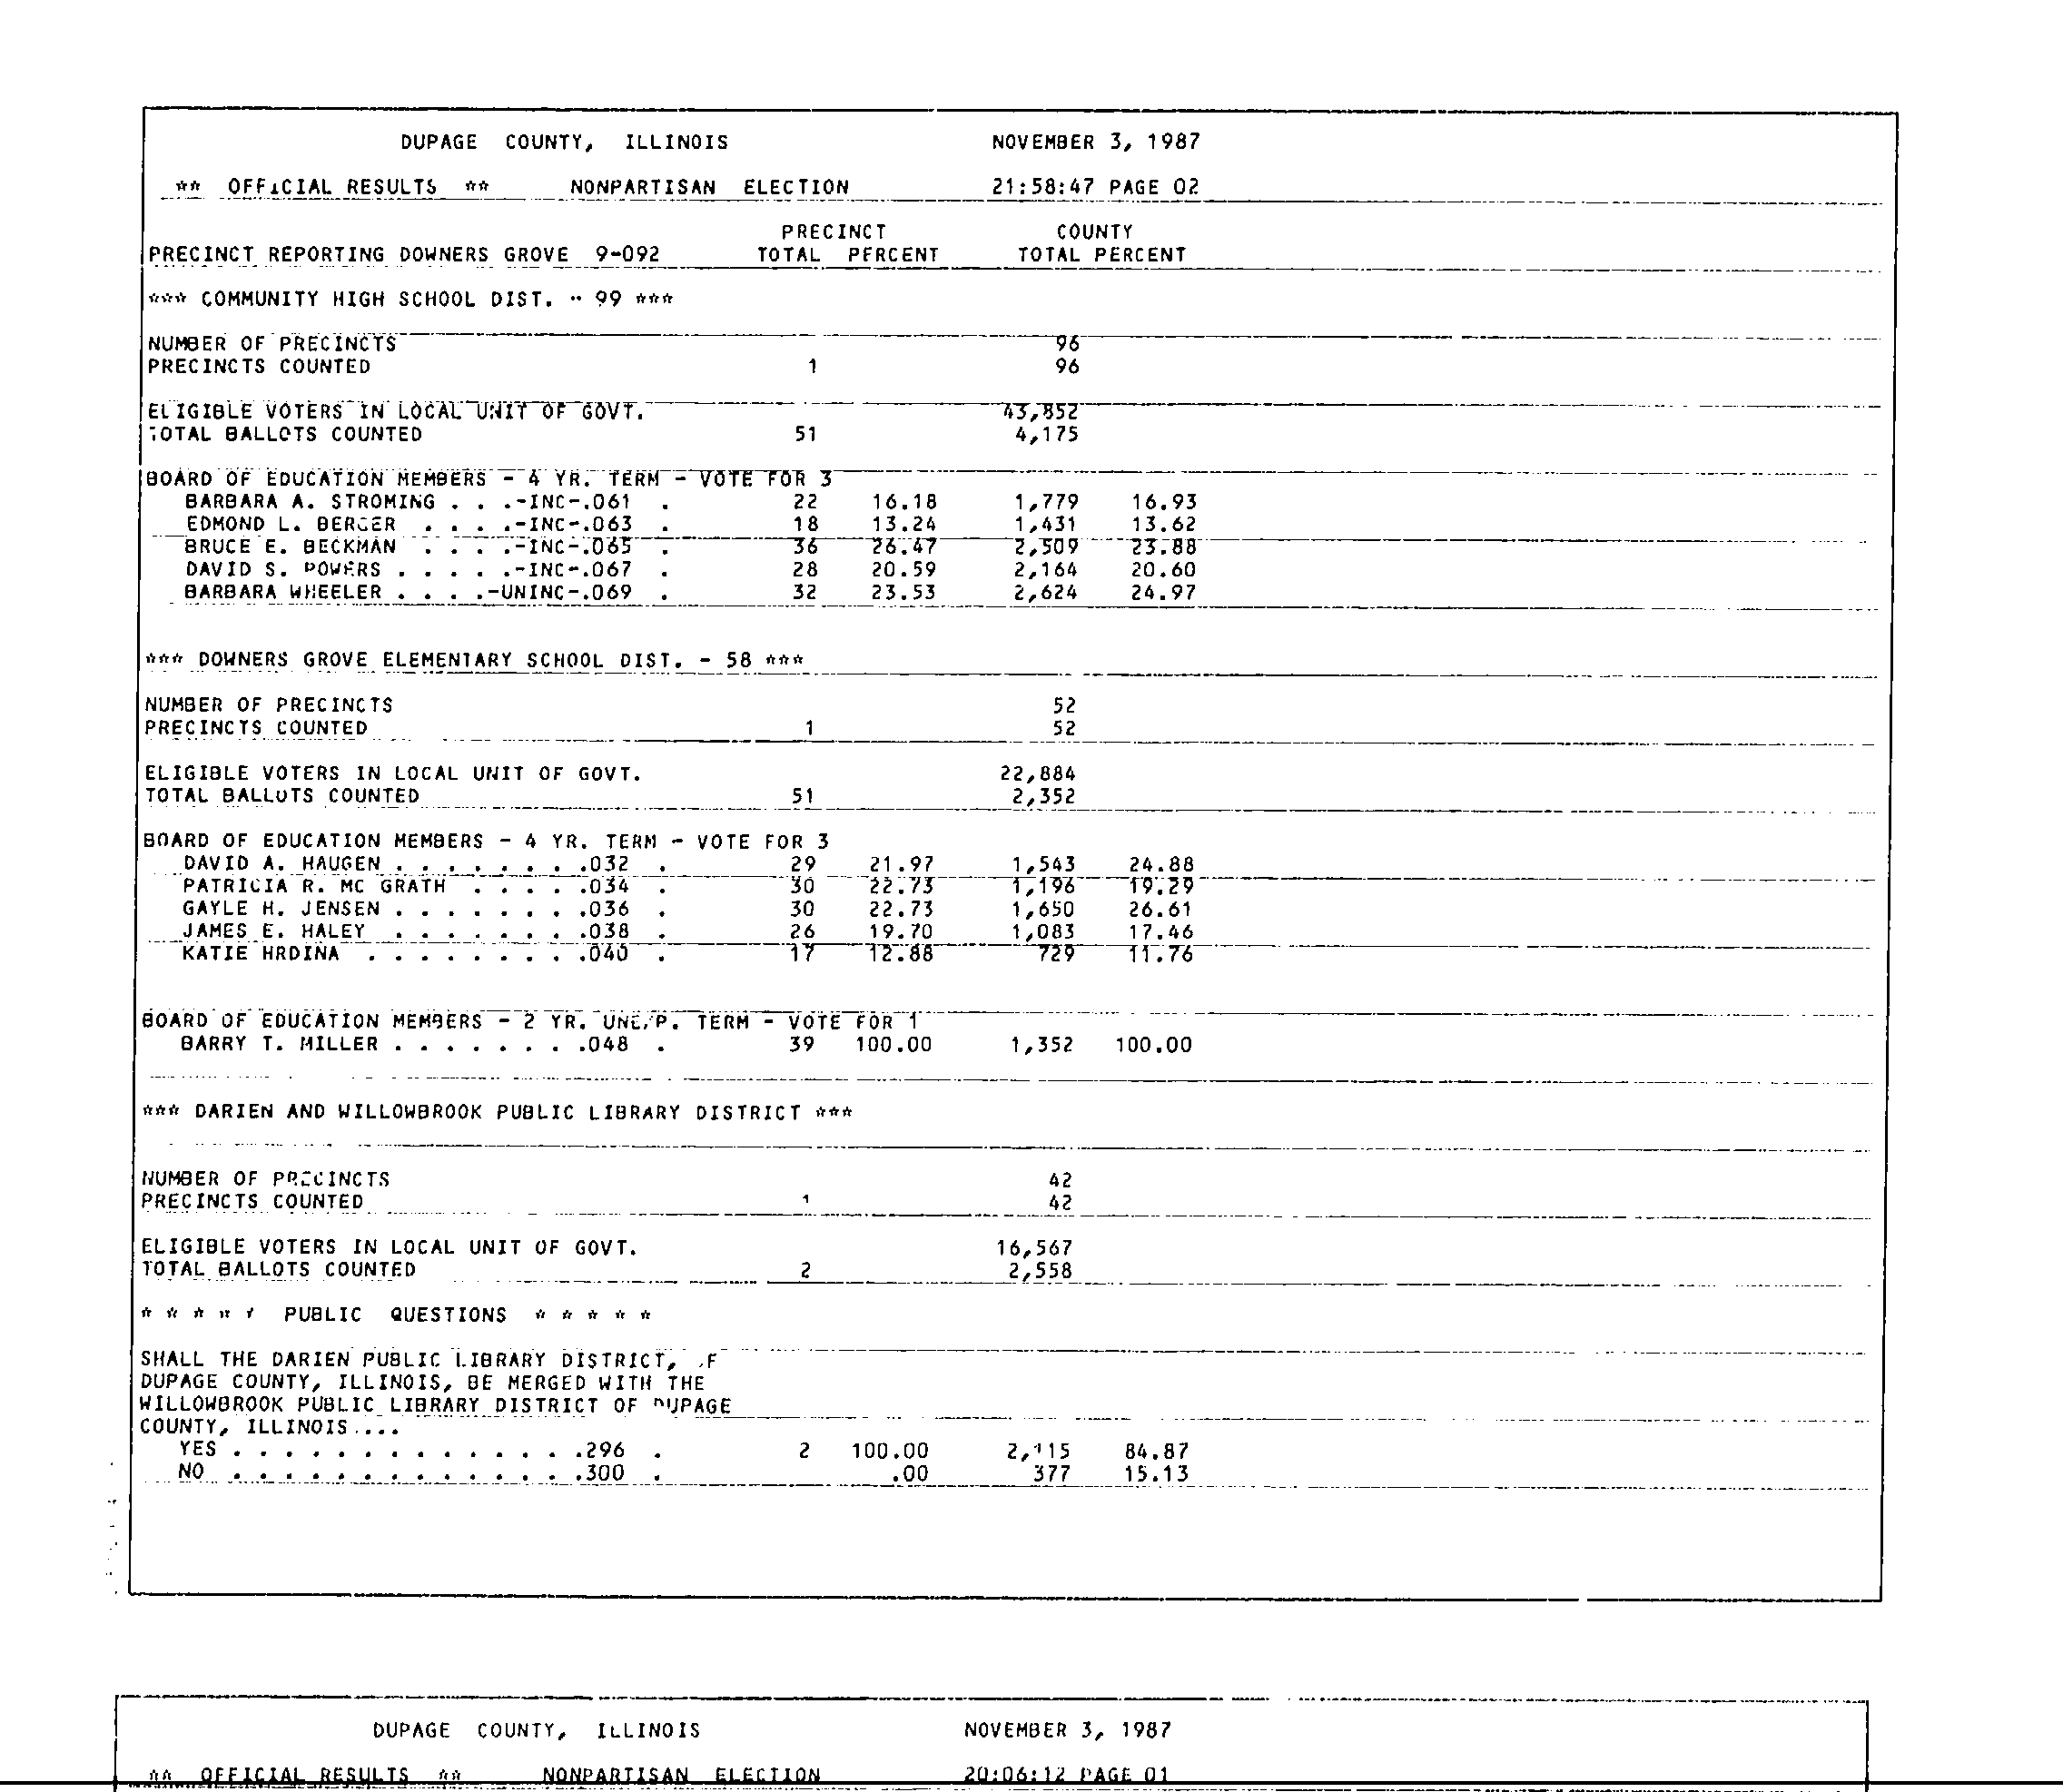 DUPAGE COUNTY, ILLINOIS NOVEMBER 3, 1987
** OFFICIAL RESULTS ** NONPARTISAN ELECTION 21:58:47 PAGE 02
PRECINCT COUNTY
PRECINCT REPORTING DOWNERS GROVE 9-092 TOTAL PERCENT TOTAL PERCENT
*** COMMUNITY HIGH SCHOOL DIST. - 99 ***
NUMBER OF PRECINCTS 96
PRECINCTS COUNTED 1 96
ELIGIBLE VOTERS IN LOCAL UNIT OF GOVT. 43,852
TOTAL BALLOTS COUNTED 51 4,175
BOARD OF EDUCATION MEMBERS - 4 YR. TERM - VOTE FOR 3
BARBARA A. STROMING . . .-INC-.061 . 22 16.18 1,779 16.93
EDMOND L. BERGER . . . .-INC-.063 . 18 13.24 1,431 13.62
BRUCE E. BECKMAN . . . .-INC-.065 . 36 26.47 2,509 23.88
DAVID S. POWERS . . . . .-INC-.067 . 28 20.59 2,164 20.60
BARBARA WHEELER . . . .-UNINC-.069 . 32 23.53 2,624 24.97
*** DOWNERS GROVE ELEMENTARY SCHOOL DIST. - 58 ***
NUMBER OF PRECINCTS 52
PRECINCTS COUNTED 1 52
ELIGIBLE VOTERS IN LOCAL UNIT OF GOVT. 22,884
TOTAL BALLOTS COUNTED 51 2,352
BOARD OF EDUCATION MEMBERS - 4 YR. TERM - VOTE FOR 3
DAVID A. HAUGEN . . . . . . . .032 . 29 21.97 1,543 24.88
PATRICIA R. MC GRATH . . . . .034 . 30 22.73 1,196 19.29
GAYLE H. JENSEN . . . . . . . .036 . 30 22.73 1,650 26.61
JAMES E. HALEY . . . . . . . .038 . 26 19.70 1,083 17.46
KATIE HRDINA . . . . . . . . .040 . 17 12.88 729 11.76
BOARD OF EDUCATION MEMBERS - 2 YR. UNEXP. TERM - VOTE FOR 1
BARRY T. MILLER . . . . . . . .048 . 39 100.00 1,352 100.00
*** DARIEN AND WILLOWBROOK PUBLIC LIBRARY DISTRICT ***
NUMBER OF PRECINCTS 42
PRECINCTS COUNTED 1 42
ELIGIBLE VOTERS IN LOCAL UNIT OF GOVT. 16,567
TOTAL BALLOTS COUNTED 2 2,558
* * * * * PUBLIC QUESTIONS * * * * *
SHALL THE DARIEN PUBLIC LIBRARY DISTRICT, OF
DUPAGE COUNTY, ILLINOIS, BE MERGED WITH THE
WILLOWBROOK PUBLIC LIBRARY DISTRICT OF DUPAGE
COUNTY, ILLINOIS....
YES . . . . . . . . . . . . . .296 . 2 100.00 2,115 84.87
NO . . . . . . . . . . . . . .300 . .00 377 15.13
DUPAGE COUNTY, ILLINOIS NOVEMBER 3, 1987
** OFFICIAL RESULTS ** NONPARTISAN ELECTION 20:06:12 PAGE 01